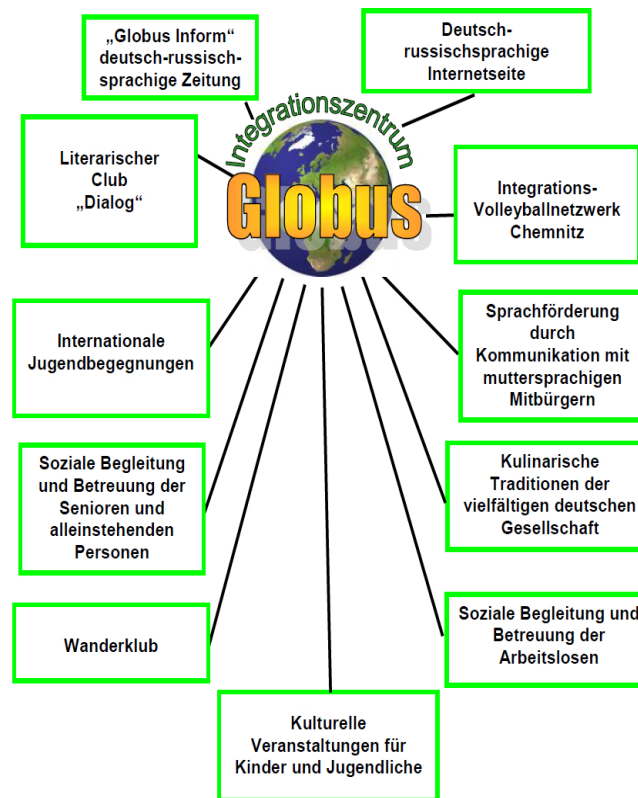 „Globus Inform“
deutsch-russisch-
sprachige Zeitung
Deutsch-
russischsprachige
Internetseite
Integrationszentrum
Globus
Literarischer
Club
„Dialog“
Integrations-
Volleyballnetzwerk
Chemnitz
Internationale
Jugendbegegnungen
Sprachförderung
durch
Kommunikation mit
muttersprachigen
Mitbürgern
Soziale Begleitung
und Betreuung der
Senioren und
alleinstehenden
Personen
Kulinarische
Traditionen der
vielfältigen deutschen
Gesellschaft
Wanderklub
Soziale Begleitung und
Betreuung der
Arbeitslosen
Kulturelle
Veranstaltungen für
Kinder und Jugendliche